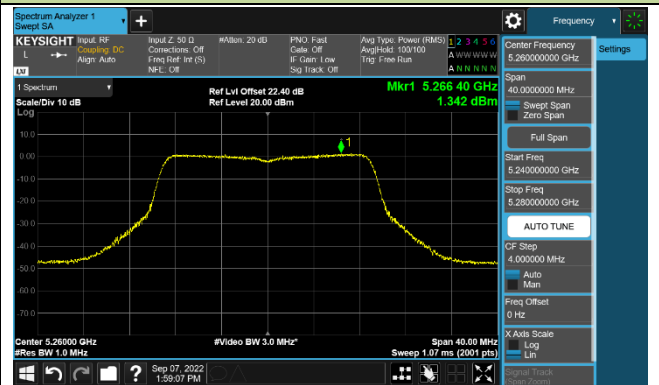 Spectrum Analyzer 1
Swept SA
Frequency
KEYSIGHT
Input: RF
Coupling: DC
Align: Auto
Input Z: 50 Ω
Corrections: Off
Freq Ref: Int (S)
NFE: Off
#Atten: 20 dB
PNO: Fast
Gate: Off
IF Gain: Low
Sig Track: Off
Avg Type: Power (RMS)
Avg|Hold: 100/100
Trig: Free Run
1 2 3 4 5 6
A W W W W W
A N N N N N
L
LXI
1 Spectrum
Scale/Div 10 dB
Log
Ref Lvl Offset 22.40 dB
Ref Level 20.00 dBm
Mkr1 5.266 40 GHz
1.342 dBm
1
10.0
0.00
-10.0
-20.0
-30.0
-40.0
-50.0
-60.0
-70.0
Center 5.26000 GHz
#Res BW 1.0 MHz
#Video BW 3.0 MHz*
Span 40.00 MHz
Sweep 1.07 ms (2001 pts)
Sep 07, 2022
1:59:07 PM
Center Frequency
5.260000000 GHz
Settings
Span
40.0000000 MHz
Swept Span
Zero Span
Full Span
Start Freq
5.240000000 GHz
Stop Freq
5.280000000 GHz
AUTO TUNE
CF Step
4.000000 MHz
Auto
Man
Freq Offset
0 Hz
X Axis Scale
Log
Lin
Signal Track
(Span Zoom)